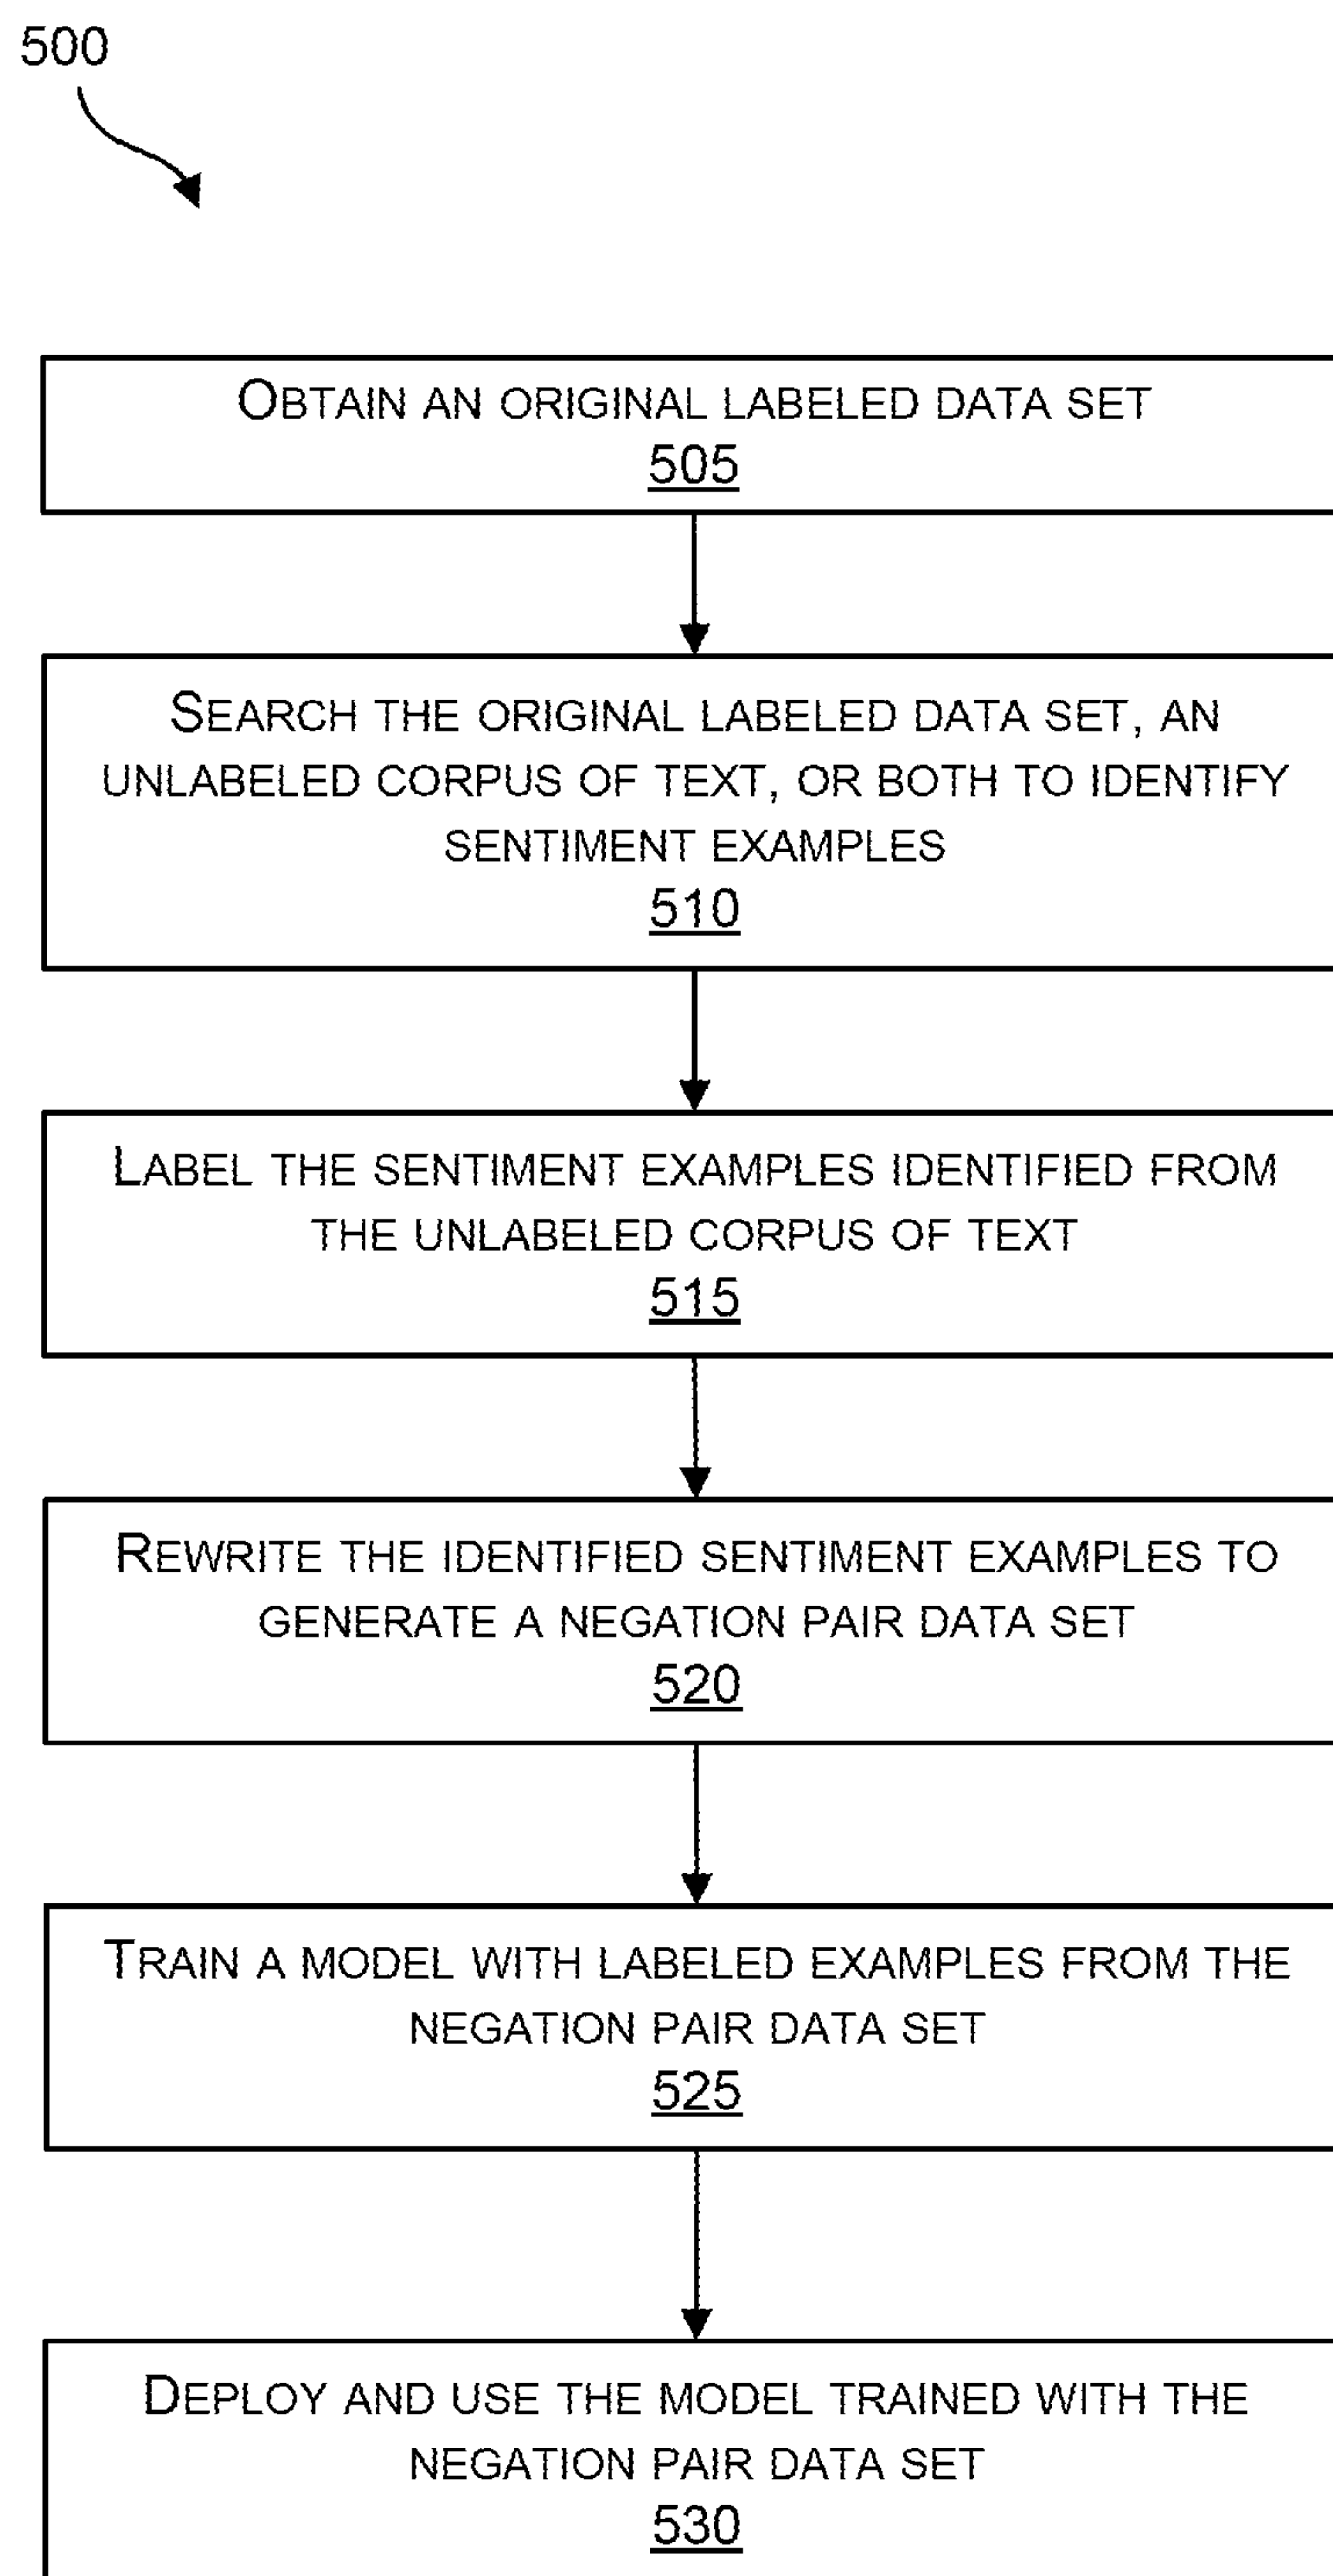 500
OBTAIN AN ORIGINAL LABELED DATA SET
505
SEARCH THE ORIGINAL LABELED DATA SET, AN
UNLABELED CORPUS OF TEXT, OR BOTH TO IDENTIFY
SENTIMENT EXAMPLES
510
LABEL THE SENTIMENT EXAMPLES IDENTIFIED FROM
THE UNLABELED CORPUS OF TEXT
515
REWRITE THE IDENTIFIED SENTIMENT EXAMPLES TO
GENERATE A NEGATION PAIR DATA SET
520
TRAIN A MODEL WITH LABELED EXAMPLES FROM THE
NEGATION PAIR DATA SET
525
DEPLOY AND USE THE MODEL TRAINED WITH THE
NEGATION PAIR DATA SET
530